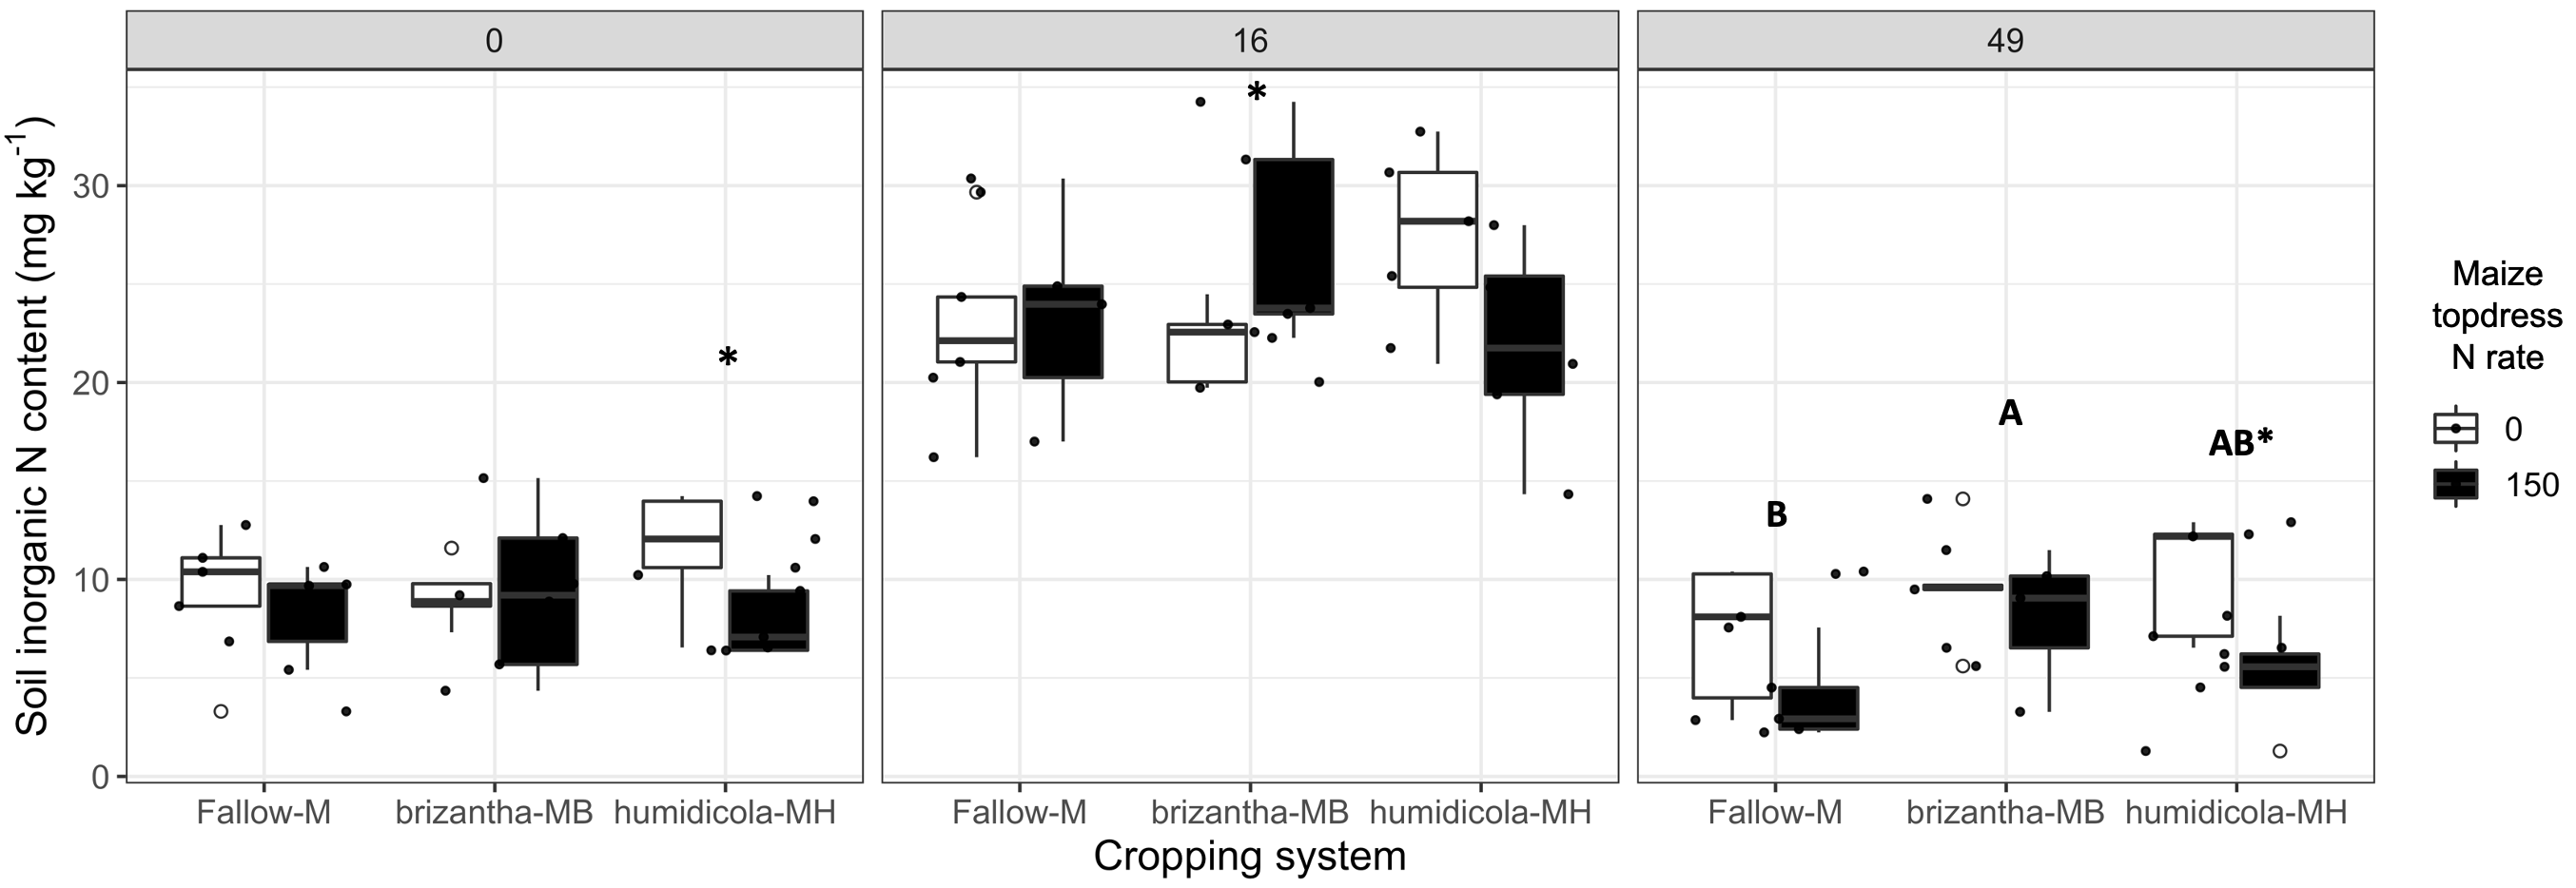 0
16
49
Soil inorganic N content (mg kg⁻¹)
30
20
10
0
*
*
B
A
AB*
Fallow-M
brizantha-MB
humidicola-MH
Fallow-M
brizantha-MB
humidicola-MH
Fallow-M
brizantha-MB
humidicola-MH
Cropping system
Maize
topdress
N rate
0
150